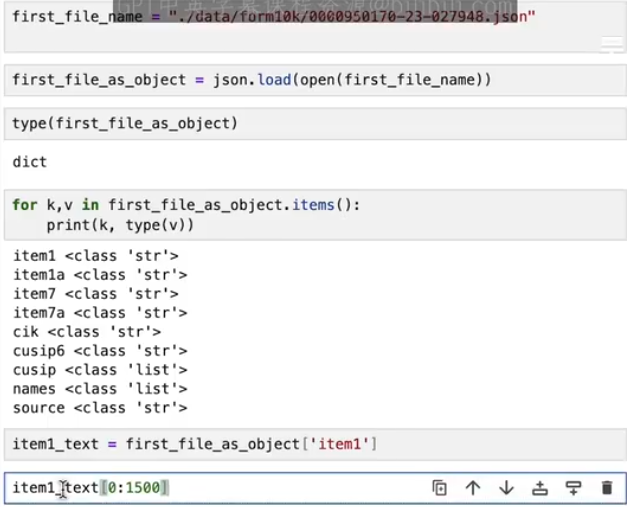 first_file_name = "./data/form10k/0000950170-23-027948.json"
first_file_as_object = json.load(open(first_file_name))
type(first_file_as_object)
dict
for k,v in first_file_as_object.items():
    print(k, type(v))
item1 <class 'str'>
item1a <class 'str'>
item7 <class 'str'>
item7a <class 'str'>
cik <class 'str'>
cusip6 <class 'str'>
cusip <class 'list'>
names <class 'list'>
source <class 'str'>
item1_text = first_file_as_object['item1']
item1_text[0:1500]